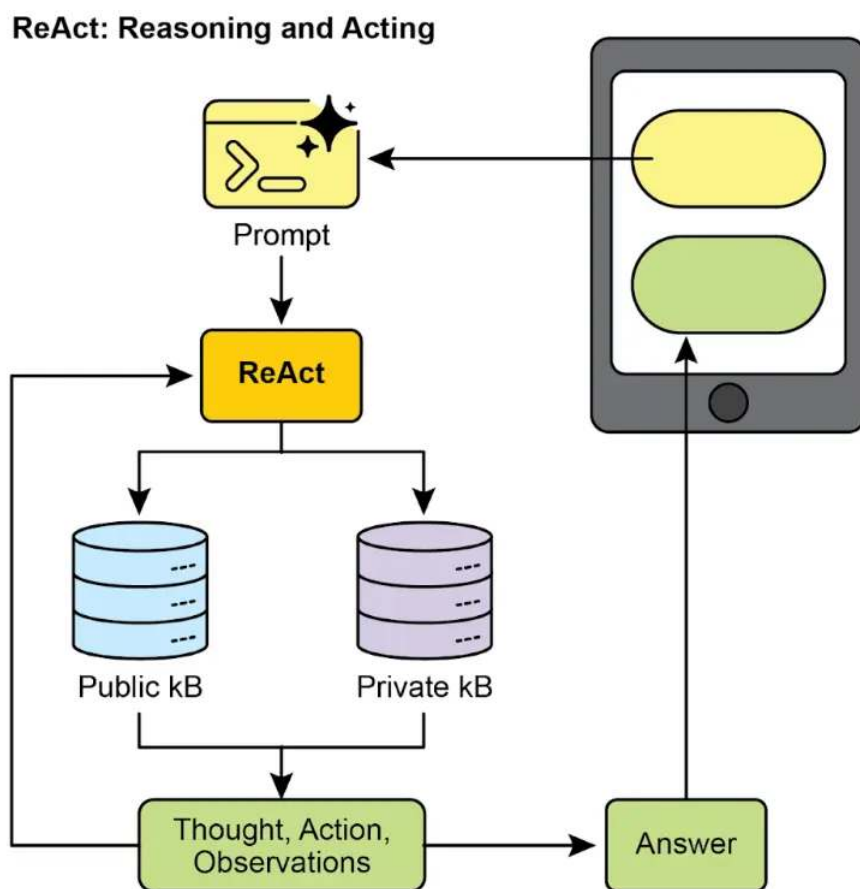 ReAct: Reasoning and Acting
Prompt
ReAct
Public kB
Private kB
Thought, Action,
Observations
Answer